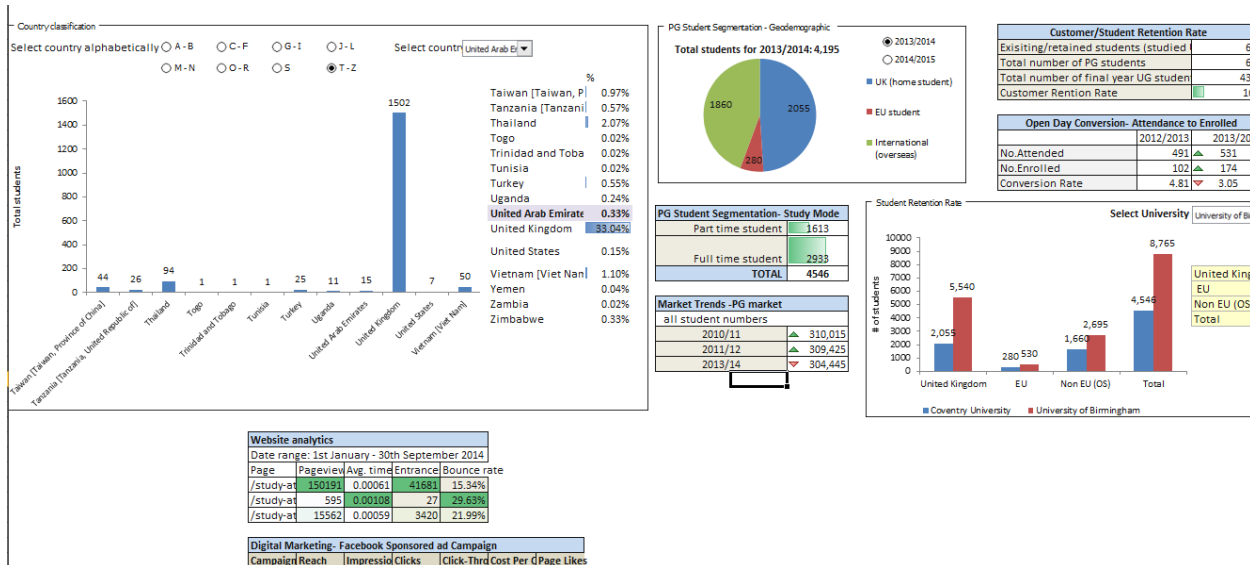 Country classification
Select country alphabetically A - B C - F G - I J - L Select country United Arab Er
M - N O - R S T - Z
%
Taiwan [Taiwan, P 0.97%
Tanzania [Tanzani 0.57%
Thailand 2.07%
Togo 0.02%
Trinidad and Toba 0.02%
Tunisia 0.02%
Turkey 0.55%
Uganda 0.24%
United Arab Emirate 0.33%
United Kingdom 33.04%
United States 0.15%
Vietnam [Viet Nan 1.10%
Yemen 0.04%
Zambia 0.02%
Zimbabwe 0.33%
Total students
1600
1400
1200
1000
800
600
400
200
0
44 26 94 1 1 1 25 11 15 1502 7 50
Taiwan [Taiwan, Province of China]
Tanzania [Tanzania, United Republic of]
Thailand
Togo
Trinidad and Tobago
Tunisia
Turkey
Uganda
United Arab Emirates
United Kingdom
United States
Vietnam [Viet Nam]
PG Student Segmentation - Geodemographic
Total students for 2013/2014: 4,195
2013/2014
2014/2015
1860 2055 280
UK (home student)
EU student
International
(overseas)
PG Student Segmentation- Study Mode
Part time student 1613
Full time student 2933
TOTAL 4546
Market Trends -PG market
all student numbers
2010/11 310,015
2011/12 309,425
2013/14 304,445
Customer/Student Retention Rate
Exisiting/retained students (studied 6
Total number of PG students 6
Total number of final year UG studen 43
Customer Rention Rate 10
Open Day Conversion- Attendance to Enrolled
2012/2013 2013/20
No.Attended 491 531
No.Enrolled 102 174
Conversion Rate 4.81 3.05
Student Retention Rate
Select University University of Bi
# of students
10000
9000
8000
7000
6000
5000
4000
3000
2000
1000
0
2,055 5,540 280 530 1,660 2,695 4,546 8,765
United Kingdom EU Non EU (OS) Total
Coventry University University of Birmingham
United King
EU
Non EU (OS
Total
Website analytics
Date range: 1st January - 30th September 2014
Page Pageview Avg. time Entrance Bounce rate
/study-at 150191 0.00061 41681 15.34%
/study-at 595 0.00108 27 29.63%
/study-at 15562 0.00059 3420 21.99%
Digital Marketing- Facebook Sponsored ad Campaign
Campaign Reach Impressio Clicks Click-Thro Cost Per C Page Likes